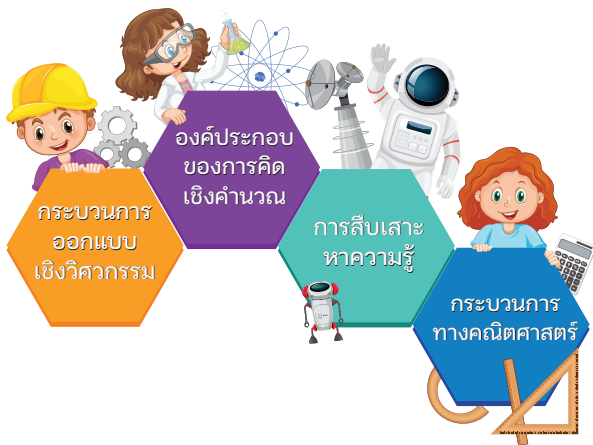 กระบวนการ
ออกแบบ
เชิงวิศวกรรม
องค์ประกอบ
ของการคิด
เชิงคำนวณ
การสืบเสาะ
หาความรู้
กระบวนการ
ทางคณิตศาสตร์